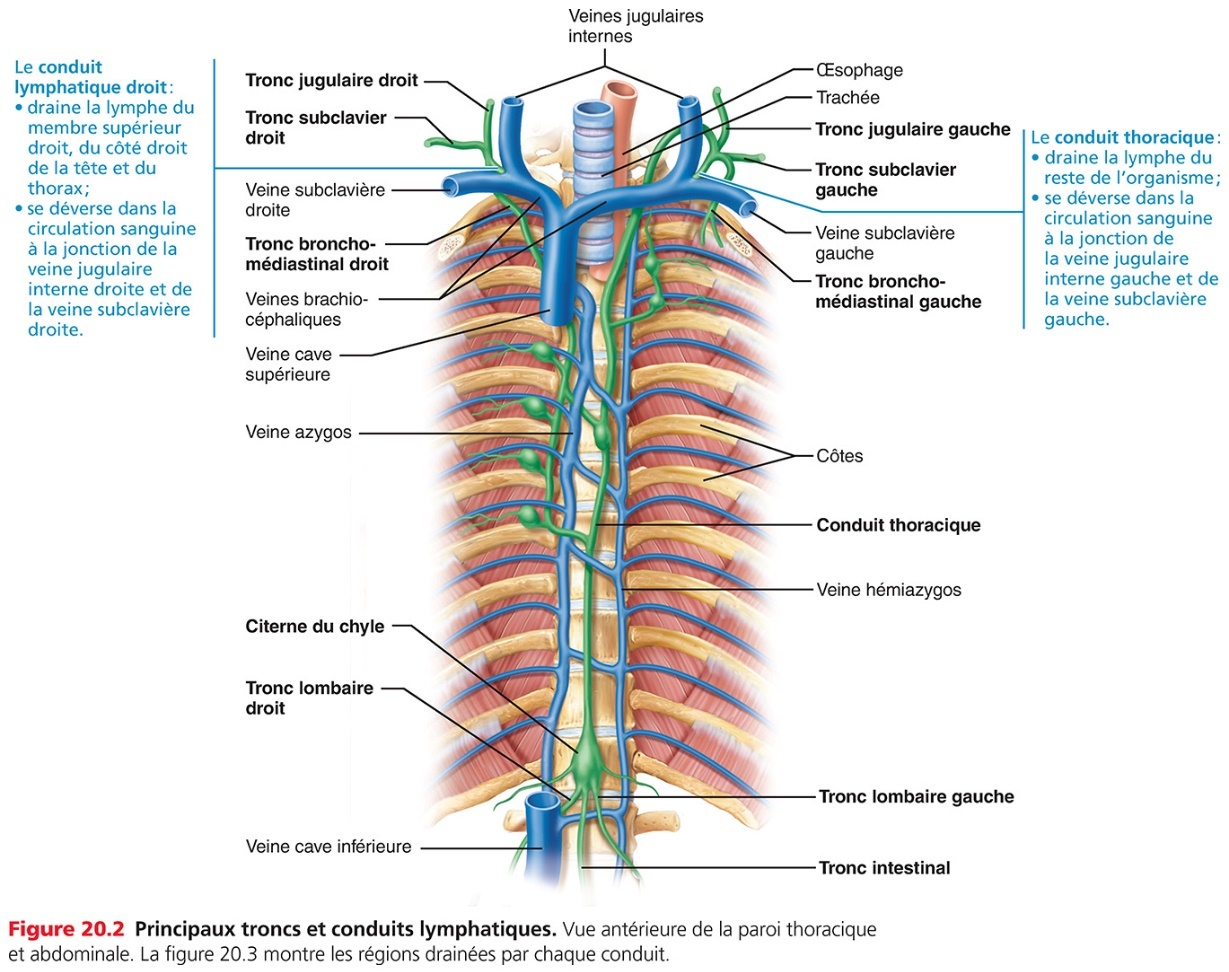 Veines jugulaires
internes
Le conduit
lymphatique droit :
• draine la lymphe du
membre supérieur
droit, du côté droit
de la tête et du
thorax ;
• se déverse dans la
circulation sanguine
à la jonction de la
veine jugulaire
interne droite et de
la veine subclavière
droite.
Tronc jugulaire droit
Tronc subclavier
droit
Veine subclavière
droite
Tronc broncho-
médiastinal droit
Veines brachio-
céphaliques
Veine cave
supérieure
Veine azygos
Citerne du chyle
Tronc lombaire
droit
Veine cave inférieure
Œsophage
Trachée
Tronc jugulaire gauche
Tronc subclavier
gauche
Veine subclavière
gauche
Tronc broncho-
médiastinal gauche
Côtes
Conduit thoracique
Veine hémiazygos
Tronc lombaire gauche
Tronc intestinal
Le conduit thoracique :
• draine la lymphe du
reste de l’organisme ;
• se déverse dans la
circulation sanguine
à la jonction de
la veine jugulaire
interne gauche et de
la veine subclavière
gauche.
Figure 20.2 Principaux troncs et conduits lymphatiques. Vue antérieure de la paroi thoracique
et abdominale. La figure 20.3 montre les régions drainées par chaque conduit.